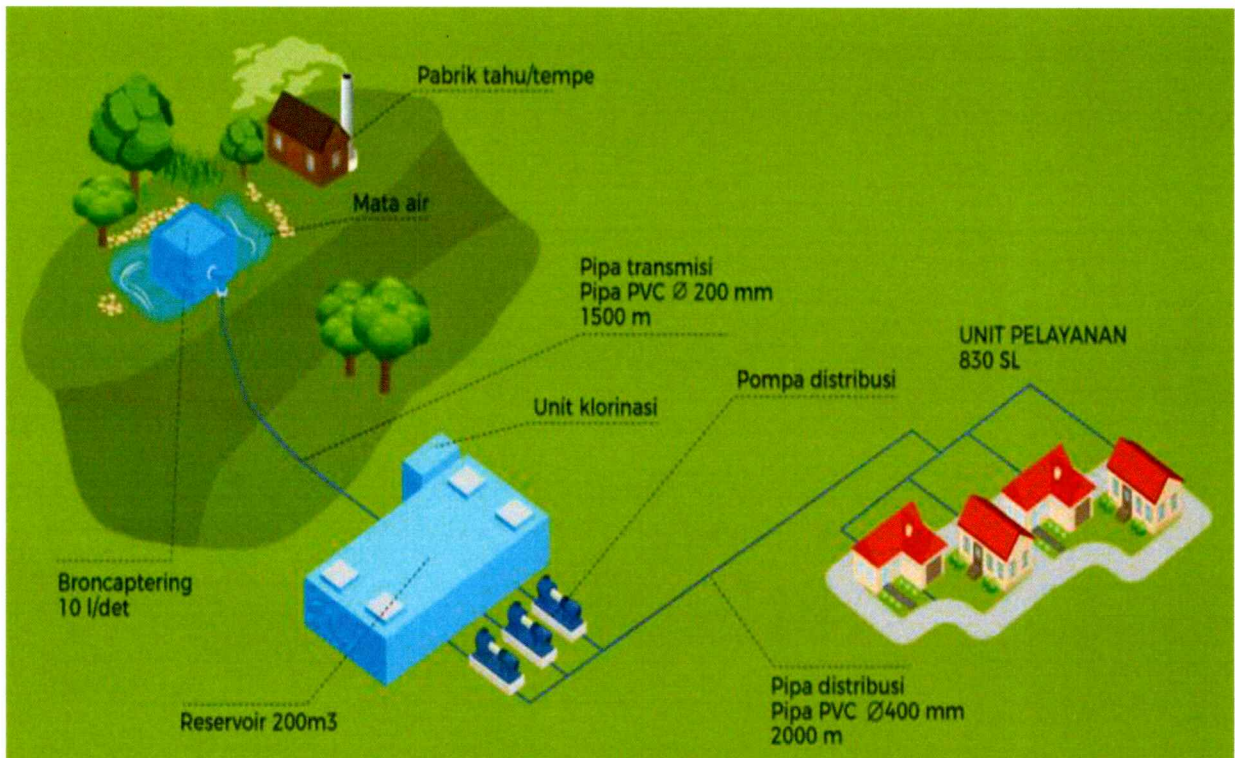 Pabrik tahu/tempe
Mata air
Pipa transmisi
Pipa PVC Ø 200 mm
1500 m
UNIT PELAYANAN
830 SL
Pompa distribusi
Unit klorinasi
Broncaptering
10 l/det
Reservoir 200m3
Pipa distribusi
Pipa PVC Ø400 mm
2000 m